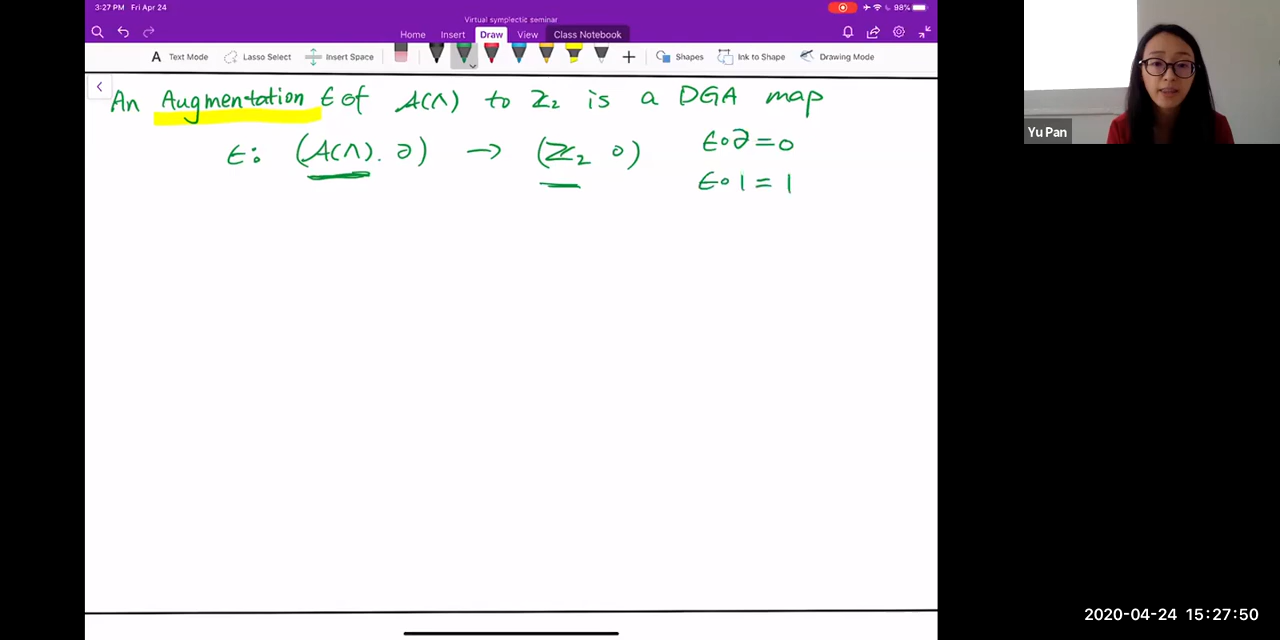 3:27 PM Fri Apr 24
98%
Virtual symplectic seminar
Home Insert Draw View Class Notebook
Text Mode Lasso Select Insert Space Shapes Ink to Shape Drawing Mode
An Augmentation ϵ of A(Λ) to ℤ₂ is a DGA map
ϵ: (A(Λ). ∂) → (ℤ₂ 0) ϵ∘∂=0
ϵ∘1=1
Yu Pan
2020-04-24 15:27:50